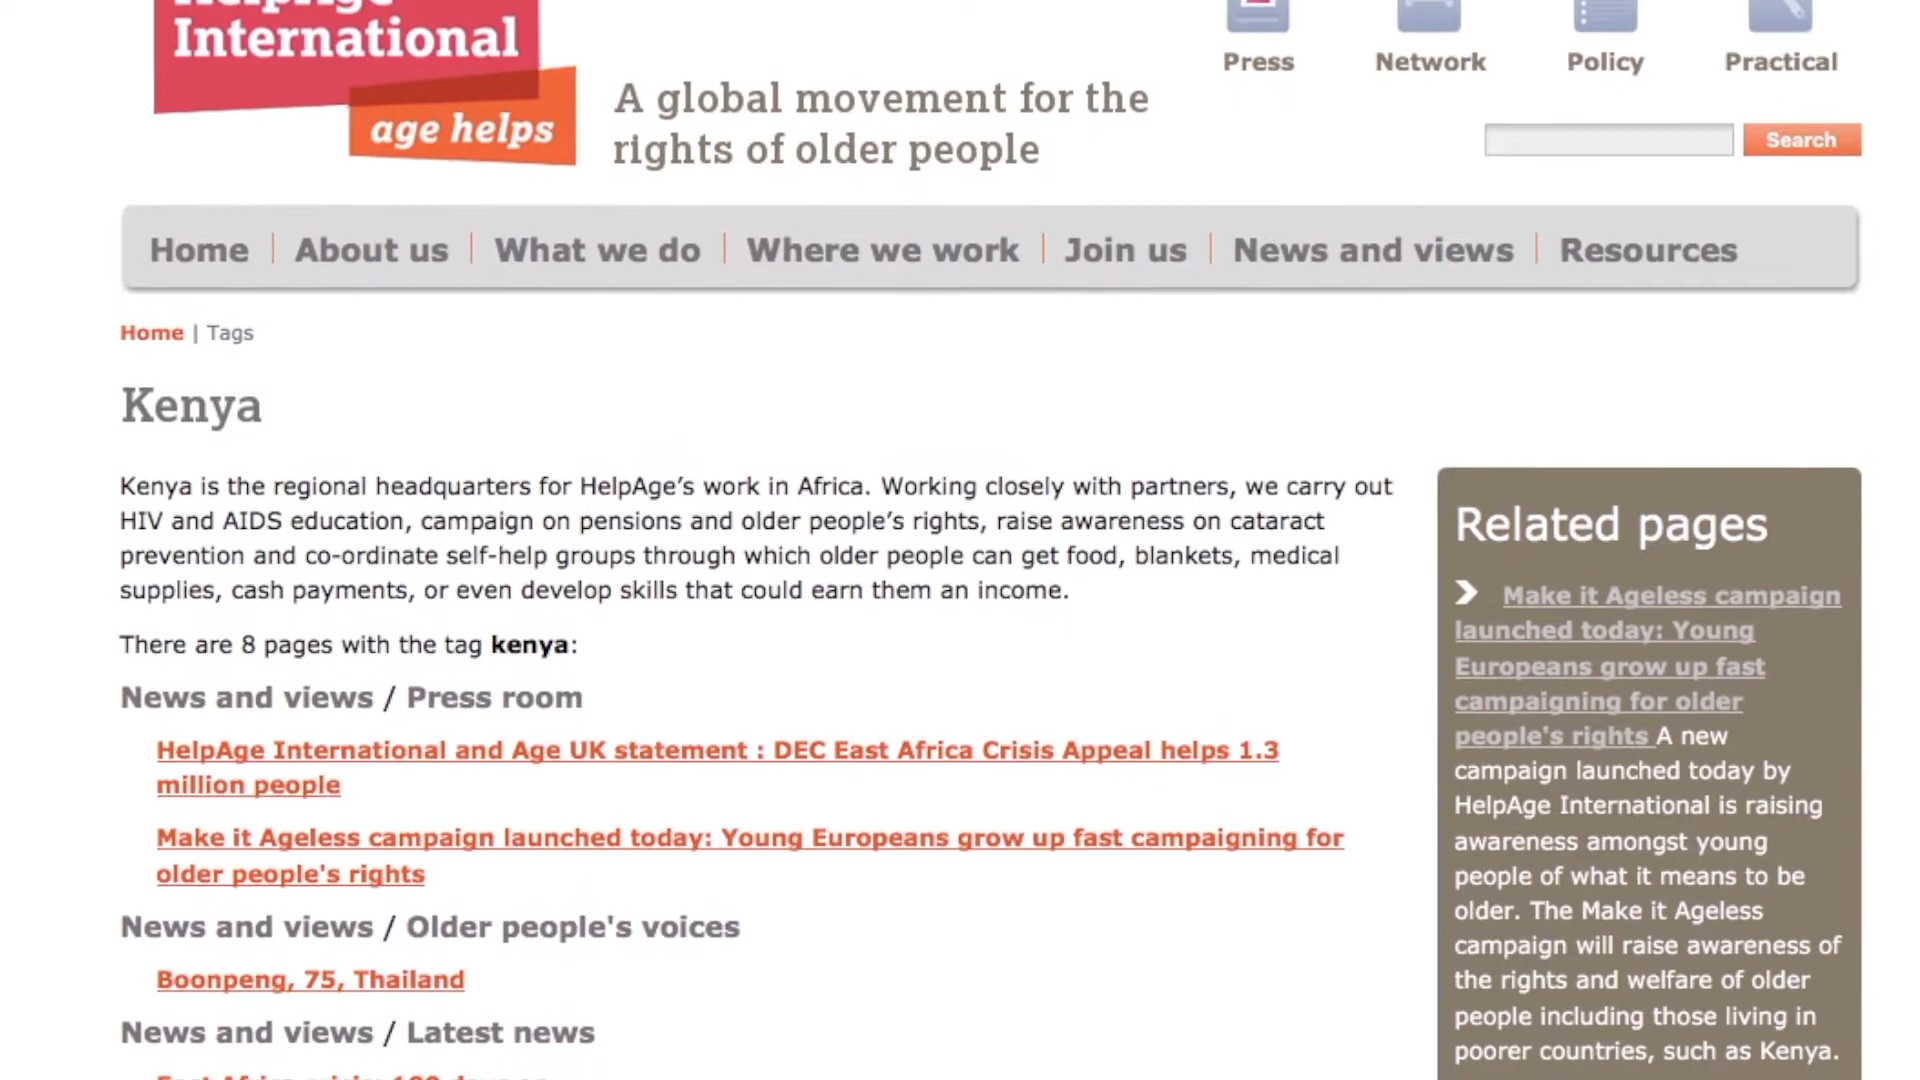 HelpAge
International
age helps
A global movement for the
rights of older people
Press
Network
Policy
Practical
Search
Home
About us
What we do
Where we work
Join us
News and views
Resources
Home | Tags
Kenya
Kenya is the regional headquarters for HelpAge’s work in Africa. Working closely with partners, we carry out
HIV and AIDS education, campaign on pensions and older people’s rights, raise awareness on cataract
prevention and co-ordinate self-help groups through which older people can get food, blankets, medical
supplies, cash payments, or even develop skills that could earn them an income.
There are 8 pages with the tag kenya:
News and views / Press room
HelpAge International and Age UK statement : DEC East Africa Crisis Appeal helps 1.3
million people
Make it Ageless campaign launched today: Young Europeans grow up fast campaigning for
older people's rights
News and views / Older people's voices
Boonpeng, 75, Thailand
News and views / Latest news
Related pages
Make it Ageless campaign
launched today: Young
Europeans grow up fast
campaigning for older
people's rights A new
campaign launched today by
HelpAge International is raising
awareness amongst young
people of what it means to be
older. The Make it Ageless
campaign will raise awareness of
the rights and welfare of older
people including those living in
poorer countries, such as Kenya.